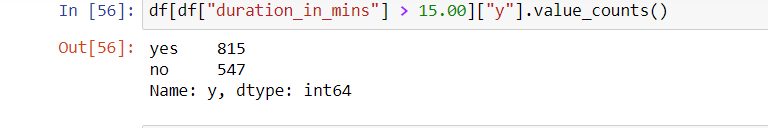 In [56]: df[df["duration_in_mins"] > 15.00]["y"].value_counts()
Out[56]: yes    815
no     547
Name: y, dtype: int64